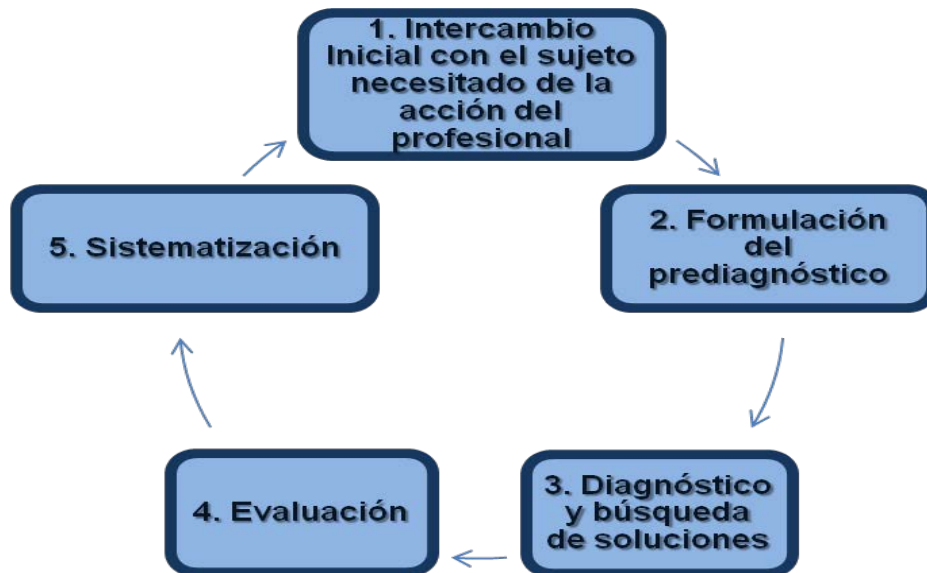 1. Intercambio
Inicial con el sujeto
necesitado de la
acción del
profesional
2. Formulación
del
prediagnóstico
3. Diagnóstico
y búsqueda
de soluciones
4. Evaluación
5. Sistematización